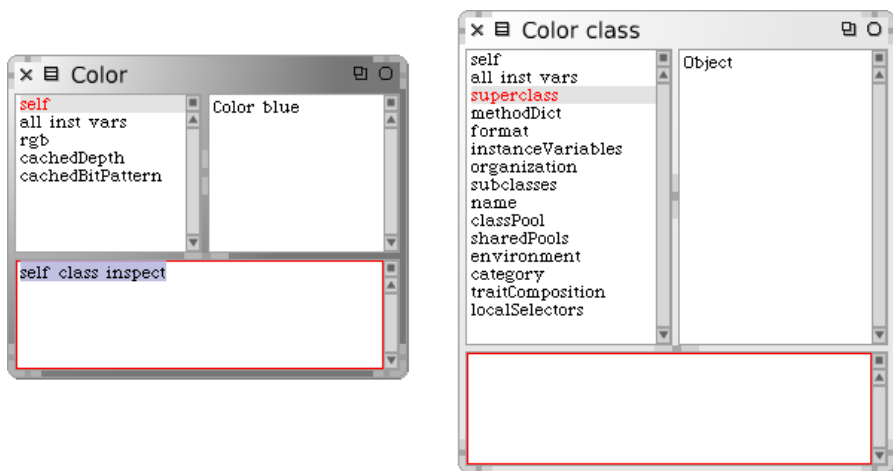 Color
self
all inst vars
rgb
cachedDepth
cachedBitPattern
Color blue
self class inspect
Color class
self
all inst vars
superclass
methodDict
format
instanceVariables
organization
subclasses
name
classPool
sharedPools
environment
category
traitComposition
localSelectors
Object